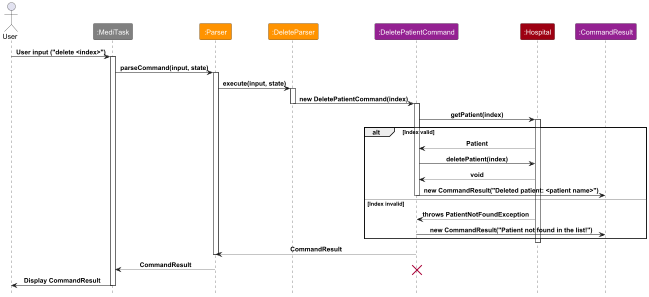 User
:MediTask
:Parser
:DeleteParser
:DeletePatientCommand
:Hospital
:CommandResult
User input ("delete <index>")
parseCommand(input, state)
execute(input, state)
new DeletePatientCommand(index)
getPatient(index)
alt
[Index valid]
Patient
deletePatient(index)
void
new CommandResult("Deleted patient: <patient name>")
[Index invalid]
throws PatientNotFoundException
new CommandResult("Patient not found in the list!")
CommandResult
CommandResult
Display CommandResult